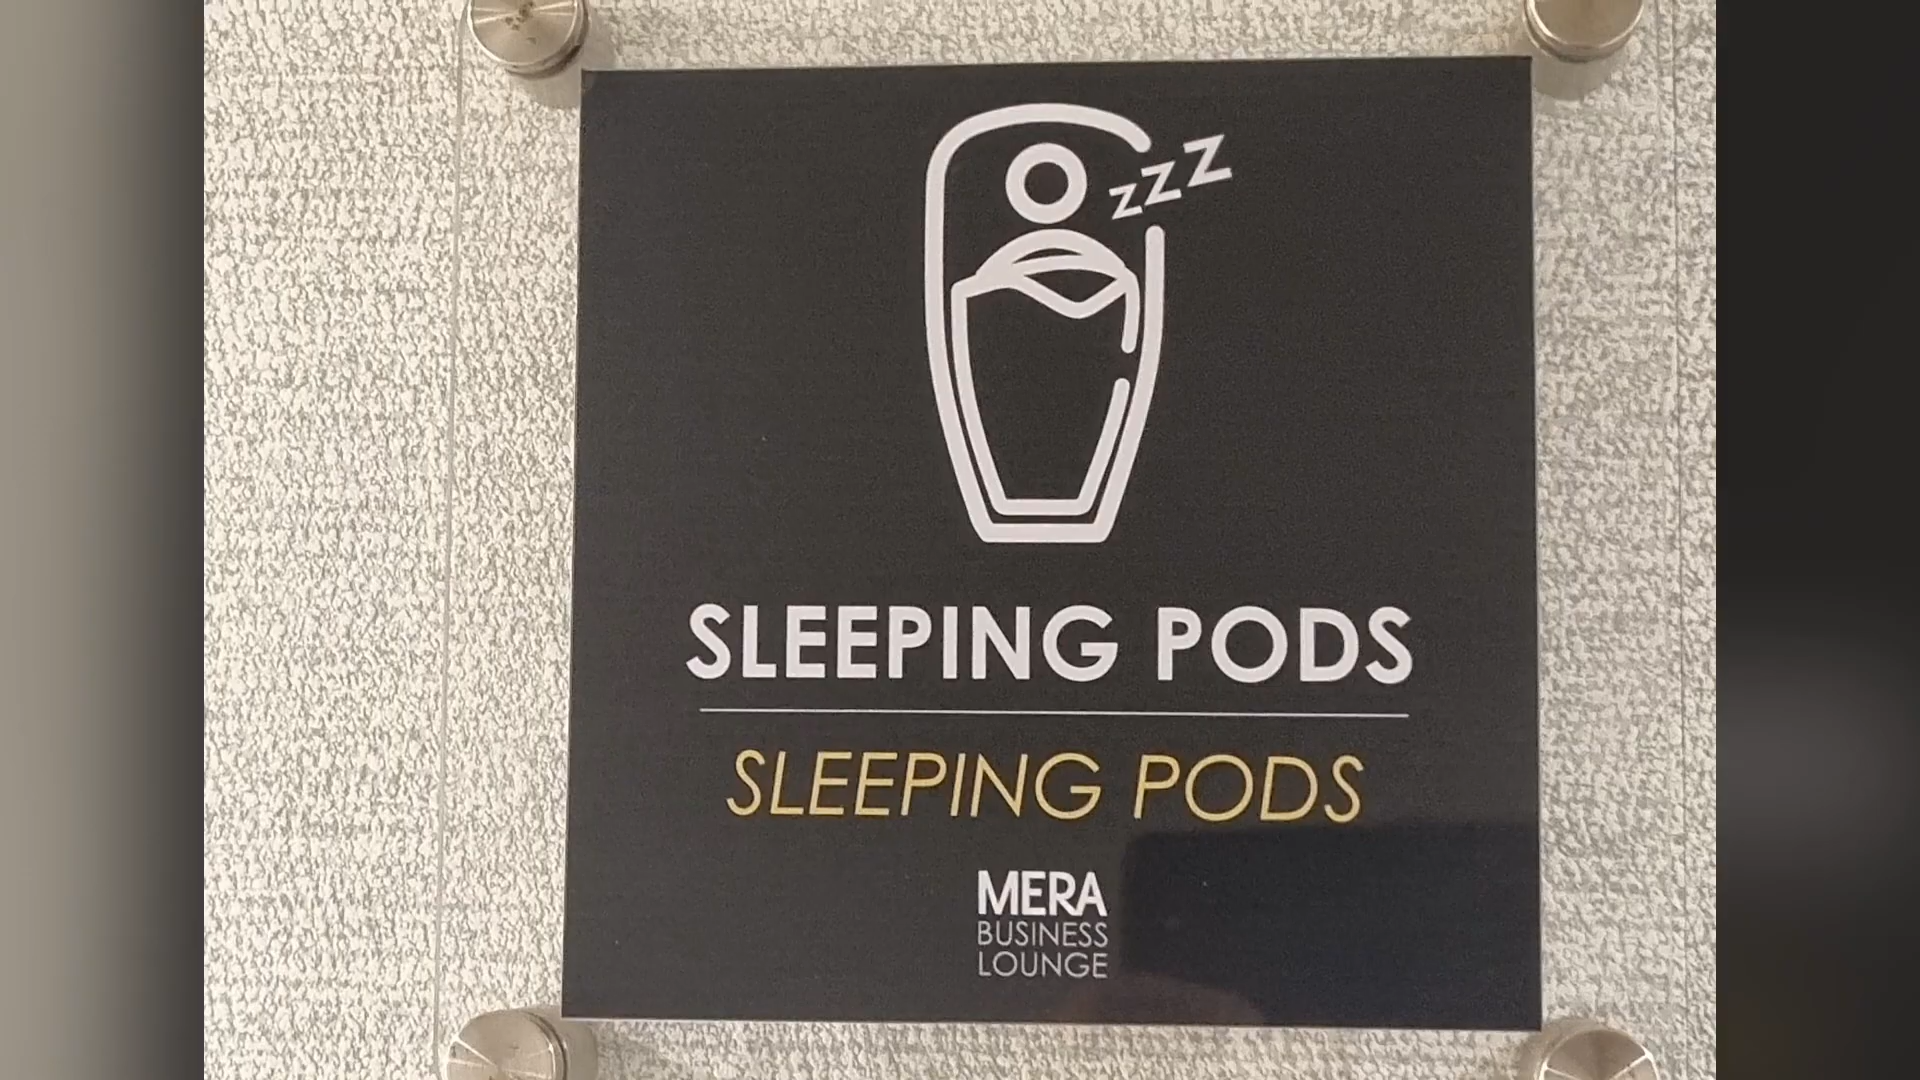 zzZ
SLEEPING PODS
SLEEPING PODS
MERA
BUSINESS
LOUNGE